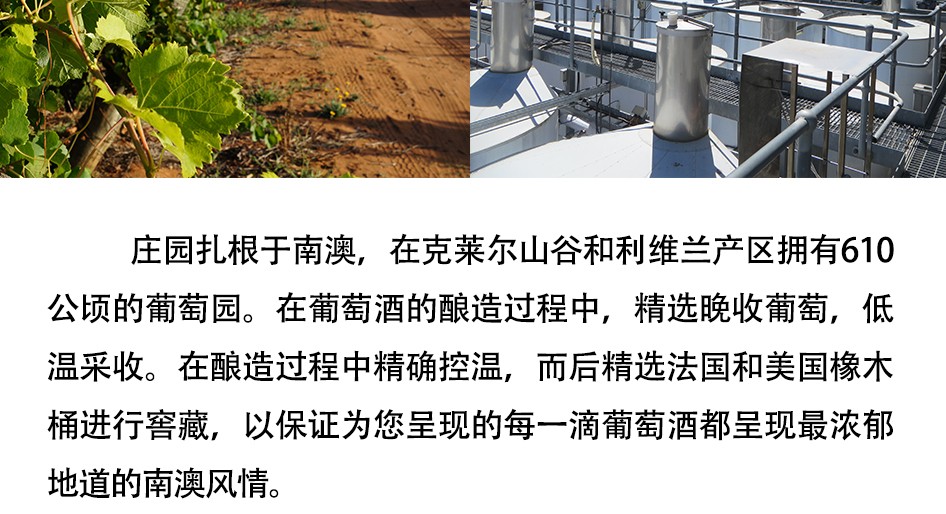 庄园扎根于南澳，在克莱尔山谷和利维兰产区拥有610
公顷的葡萄园。在葡萄酒的酿造过程中，精选晚收葡萄，低
温采收。在酿造过程中精确控温，而后精选法国和美国橡木
桶进行窖藏，以保证为您呈现的每一滴葡萄酒都呈现最浓郁
地道的南澳风情。